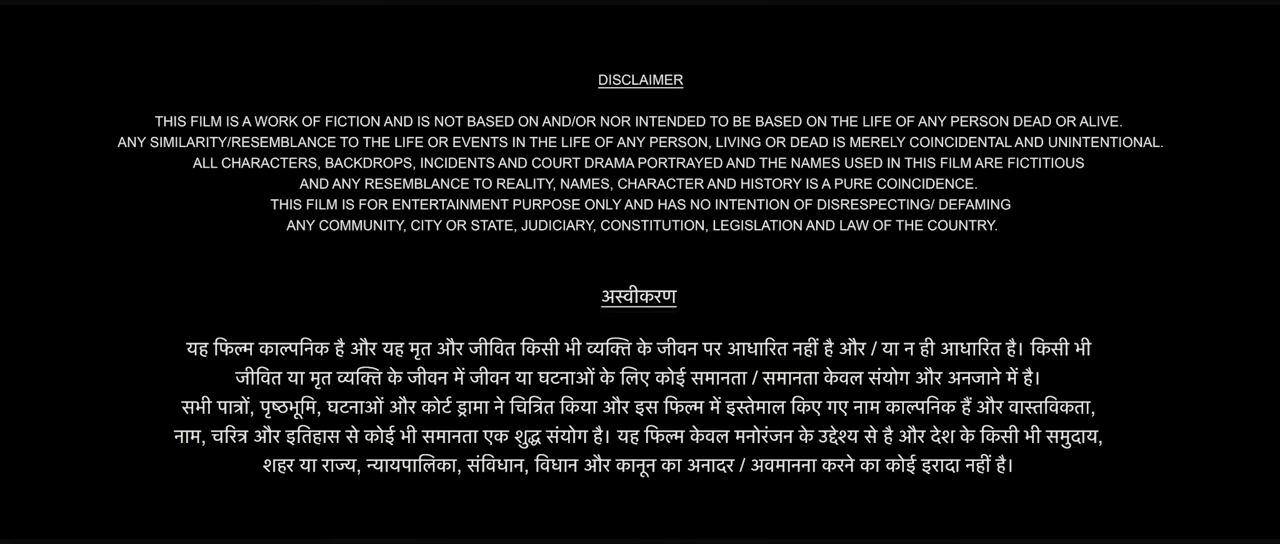 DISCLAIMER
THIS FILM IS A WORK OF FICTION AND IS NOT BASED ON AND/OR NOR INTENDED TO BE BASED ON THE LIFE OF ANY PERSON DEAD OR ALIVE.
ANY SIMILARITY/RESEMBLANCE TO THE LIFE OR EVENTS IN THE LIFE OF ANY PERSON, LIVING OR DEAD IS MERELY COINCIDENTAL AND UNINTENTIONAL.
ALL CHARACTERS, BACKDROPS, INCIDENTS AND COURT DRAMA PORTRAYED AND THE NAMES USED IN THIS FILM ARE FICTITIOUS
AND ANY RESEMBLANCE TO REALITY, NAMES, CHARACTER AND HISTORY IS A PURE COINCIDENCE.
THIS FILM IS FOR ENTERTAINMENT PURPOSE ONLY AND HAS NO INTENTION OF DISRESPECTING/ DEFAMING
ANY COMMUNITY, CITY OR STATE, JUDICIARY, CONSTITUTION, LEGISLATION AND LAW OF THE COUNTRY.
अस्वीकरण
यह फिल्म काल्पनिक है और यह मृत और जीवित किसी भी व्यक्ति के जीवन पर आधारित नहीं है और / या न ही आधारित है। किसी भी
जीवित या मृत व्यक्ति के जीवन में जीवन या घटनाओं के लिए कोई समानता / समानता केवल संयोग और अनजाने में है।
सभी पात्रों, पृष्ठभूमि, घटनाओं और कोर्ट ड्रामा ने चित्रित किया और इस फिल्म में इस्तेमाल किए गए नाम काल्पनिक हैं और वास्तविकता,
नाम, चरित्र और इतिहास से कोई भी समानता एक शुद्ध संयोग है। यह फिल्म केवल मनोरंजन के उद्देश्य से है और देश के किसी भी समुदाय,
शहर या राज्य, न्यायपालिका, संविधान, विधान और कानून का अनादर / अवमानना करने का कोई इरादा नहीं है।